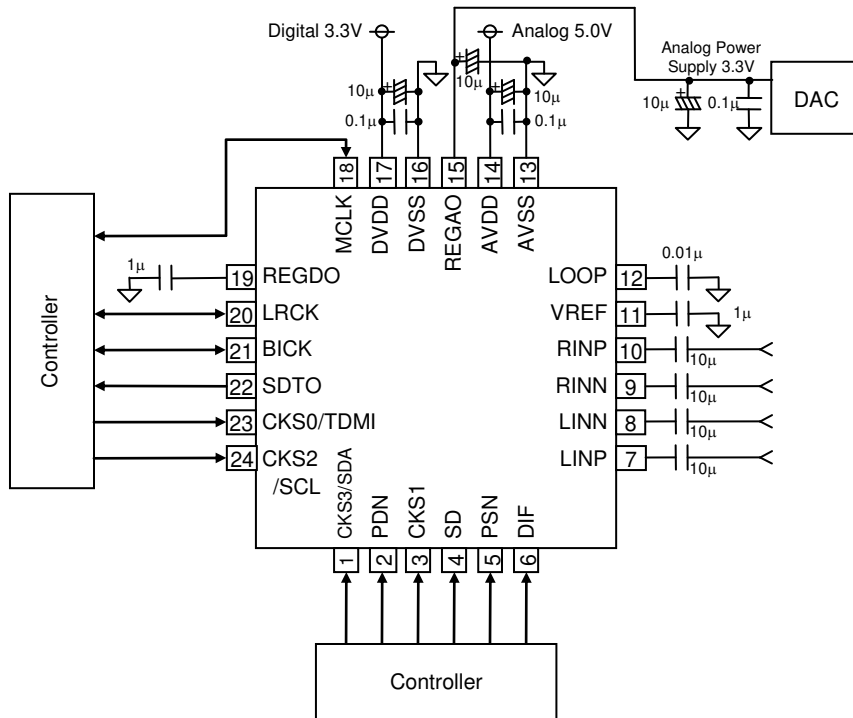 Digital 3.3V
Analog 5.0V
Analog Power
Supply 3.3V
DAC
10μ
0.1μ
10μ
10μ
0.1μ
10μ
0.1μ
18
17
16
15
14
13
MCLK
DVDD
DVSS
REGAO
AVDD
AVSS
Controller
1μ
19
REGDO
20
LRCK
21
BICK
22
SDTO
23
CKS0/TDMI
24
CKS2
/SCL
LOOP
12
0.01μ
VREF
11
1μ
RINP
10
10μ
RINN
9
10μ
LINN
8
10μ
LINP
7
10μ
CKS3/SDA
PDN
CKS1
SD
PSN
DIF
1
2
3
4
5
6
Controller